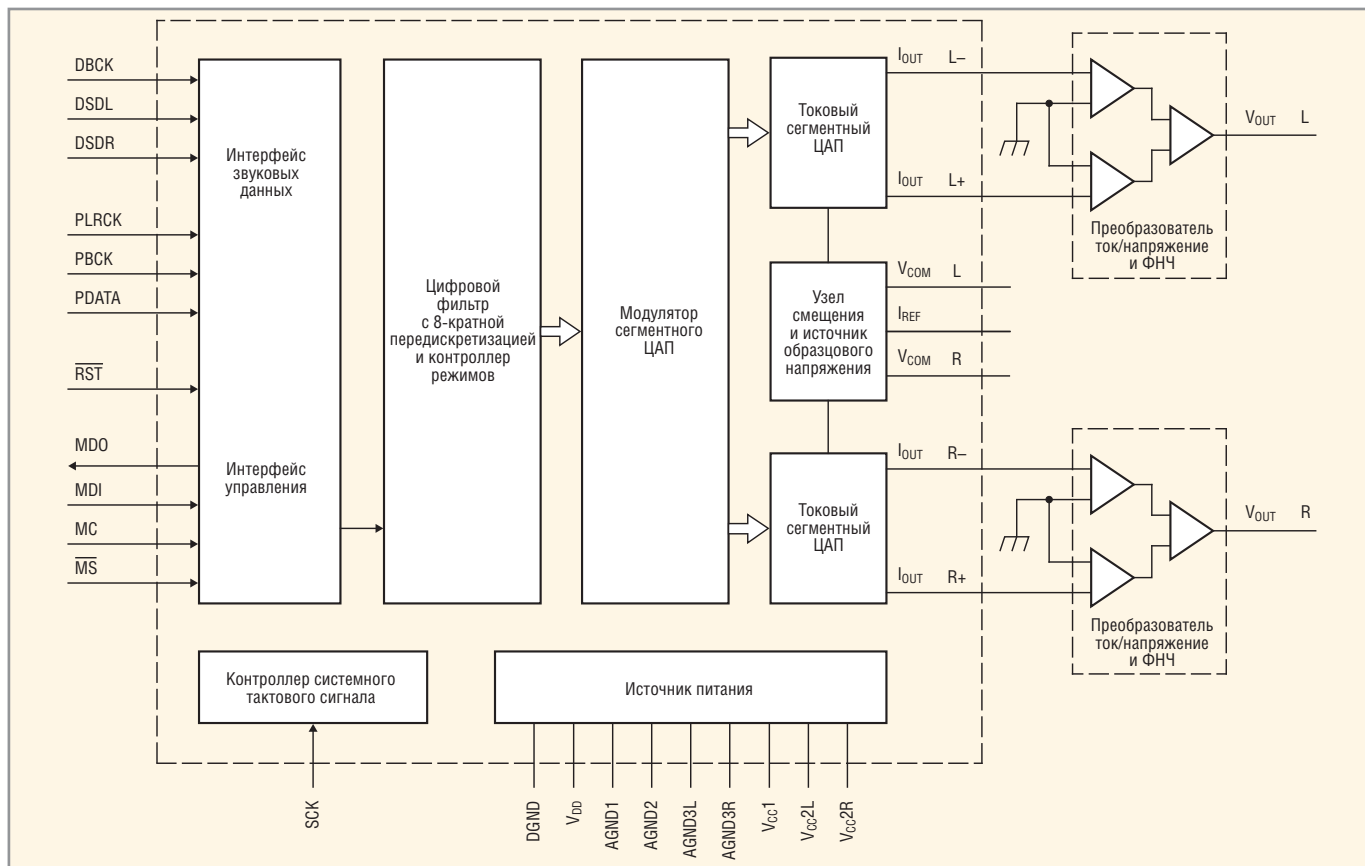 DBCK
DSDL
DSDR
PLRCK
PBCK
PDATA
RST
MDO
MDI
MC
MS
Интерфейс
звуковых
данных
Интерфейс
управления
Цифровой
фильтр
с 8-кратной
передискретизацией
и контроллер
режимов
Модулятор
сегментного
ЦАП
Токовый
сегментный
ЦАП
Узел
смещения
и источник
образцового
напряжения
Токовый
сегментный
ЦАП
IOUT L–
IOUT L+
VCOM L
IREF
VCOM R
IOUT R–
IOUT R+
Преобразователь
ток/напряжение
и ФНЧ
VOUT L
Преобразователь
ток/напряжение
и ФНЧ
VOUT R
Контроллер системного
тактового сигнала
Источник питания
SCK
DGND
VDD
AGND1
AGND2
AGND3L
AGND3R
VCC1
VCC2L
VCC2R